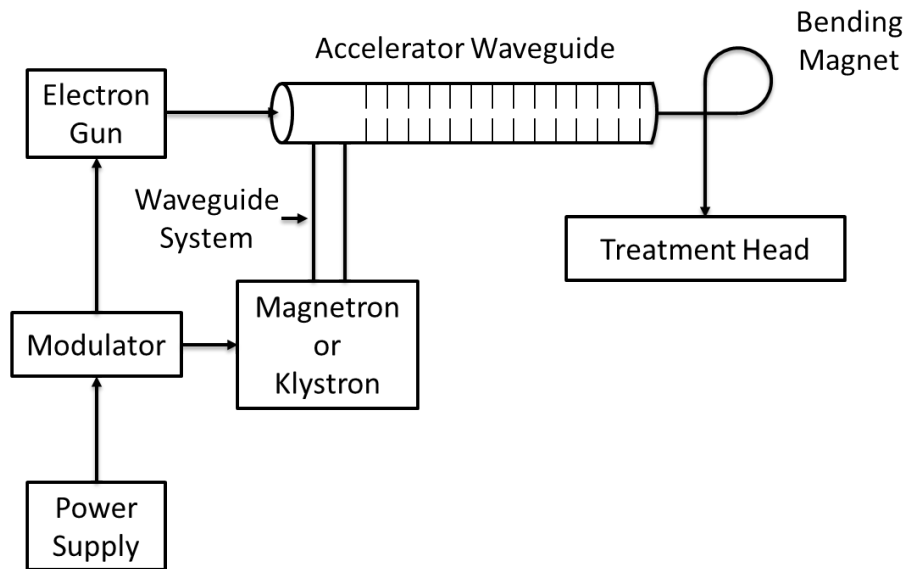 Bending
Magnet
Accelerator Waveguide
Electron
Gun
Waveguide
System
Treatment Head
Magnetron
or
Klystron
Modulator
Power
Supply